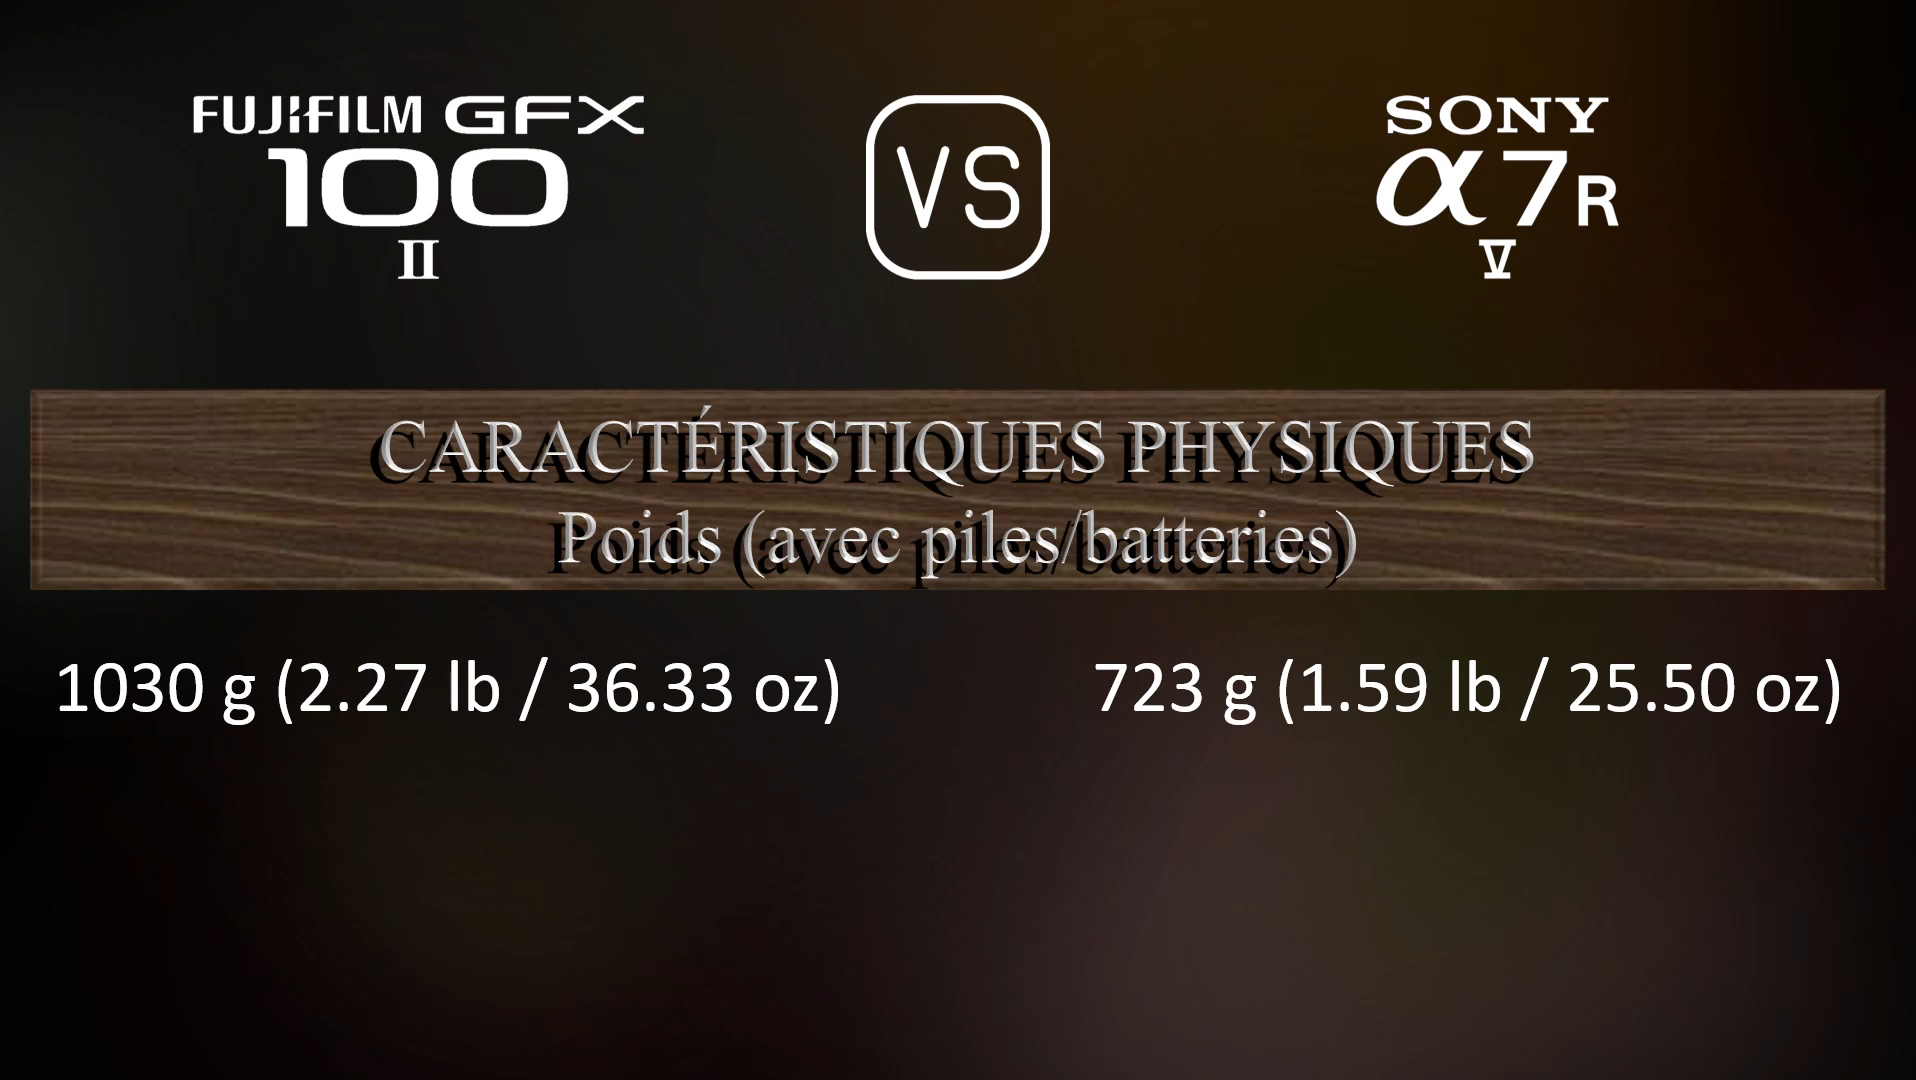 FUJIFILM GFX
100
II
VS
SONY
α7R
V
CARACTÉRISTIQUES PHYSIQUES
Poids (avec piles/batteries)
1030 g (2.27 lb / 36.33 oz)
723 g (1.59 lb / 25.50 oz)